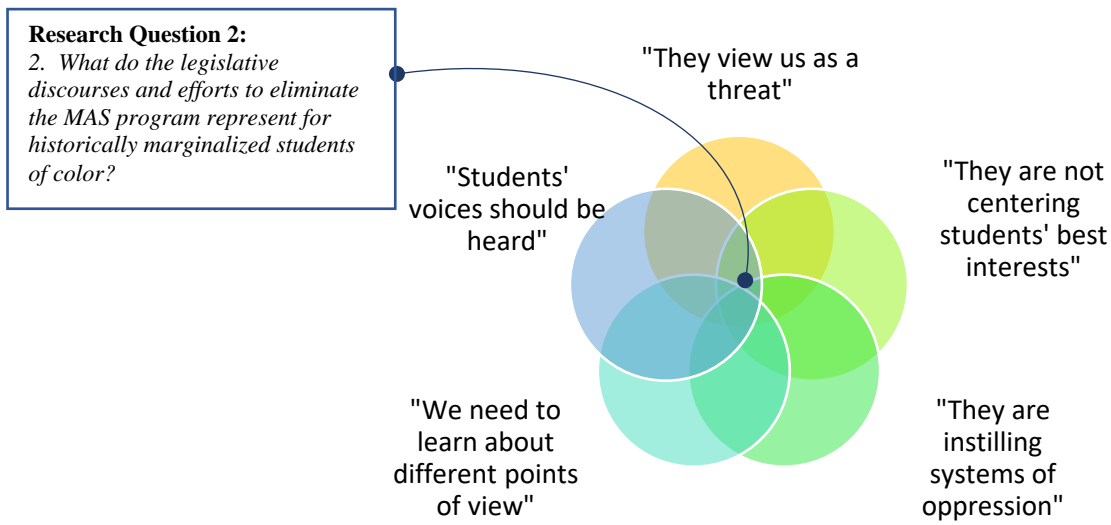 Research Question 2:
2. What do the legislative
discourses and efforts to eliminate
the MAS program represent for
historically marginalized students
of color?
"They view us as a
threat"
"Students'
voices should be
heard"
"They are not
centering
students' best
interests"
"We need to
learn about
different points
of view"
"They are
instilling
systems of
oppression"